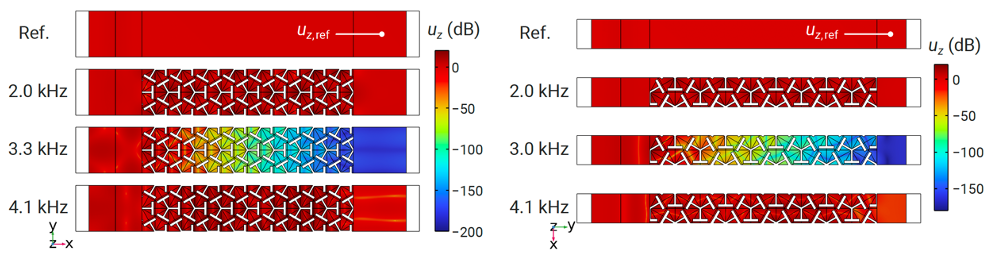 Ref.
u_z,ref
u_z (dB)
2.0 kHz
3.3 kHz
4.1 kHz
0
−50
−100
−150
−200
y
z x
Ref.
u_z,ref
u_z (dB)
2.0 kHz
3.0 kHz
4.1 kHz
0
−50
−100
−150
z y
x